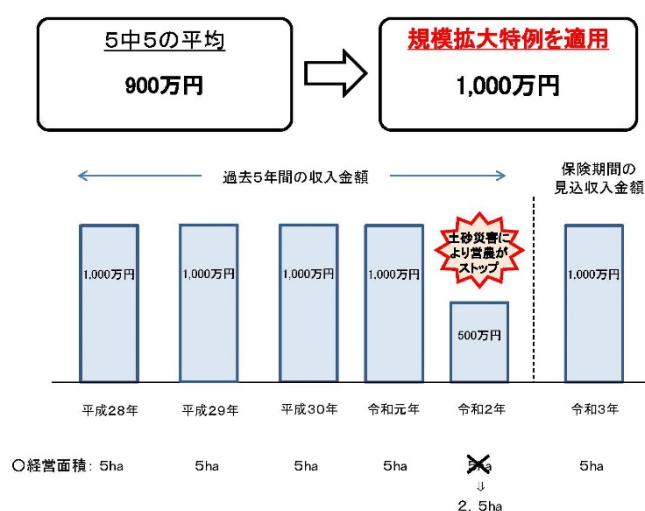 5中5の平均
900万円
規模拡大特例を適用
1,000万円
過去5年間の収入金額
保険期間の
見込収入金額
土砂災害に
より営農が
ストップ
1,000万円
1,000万円
1,000万円
1,000万円
500万円
1,000万円
平成28年
平成29年
平成30年
令和元年
令和2年
令和3年
○経営面積: 5ha
5ha
5ha
5ha
5ha
5ha
⇓
2.5ha